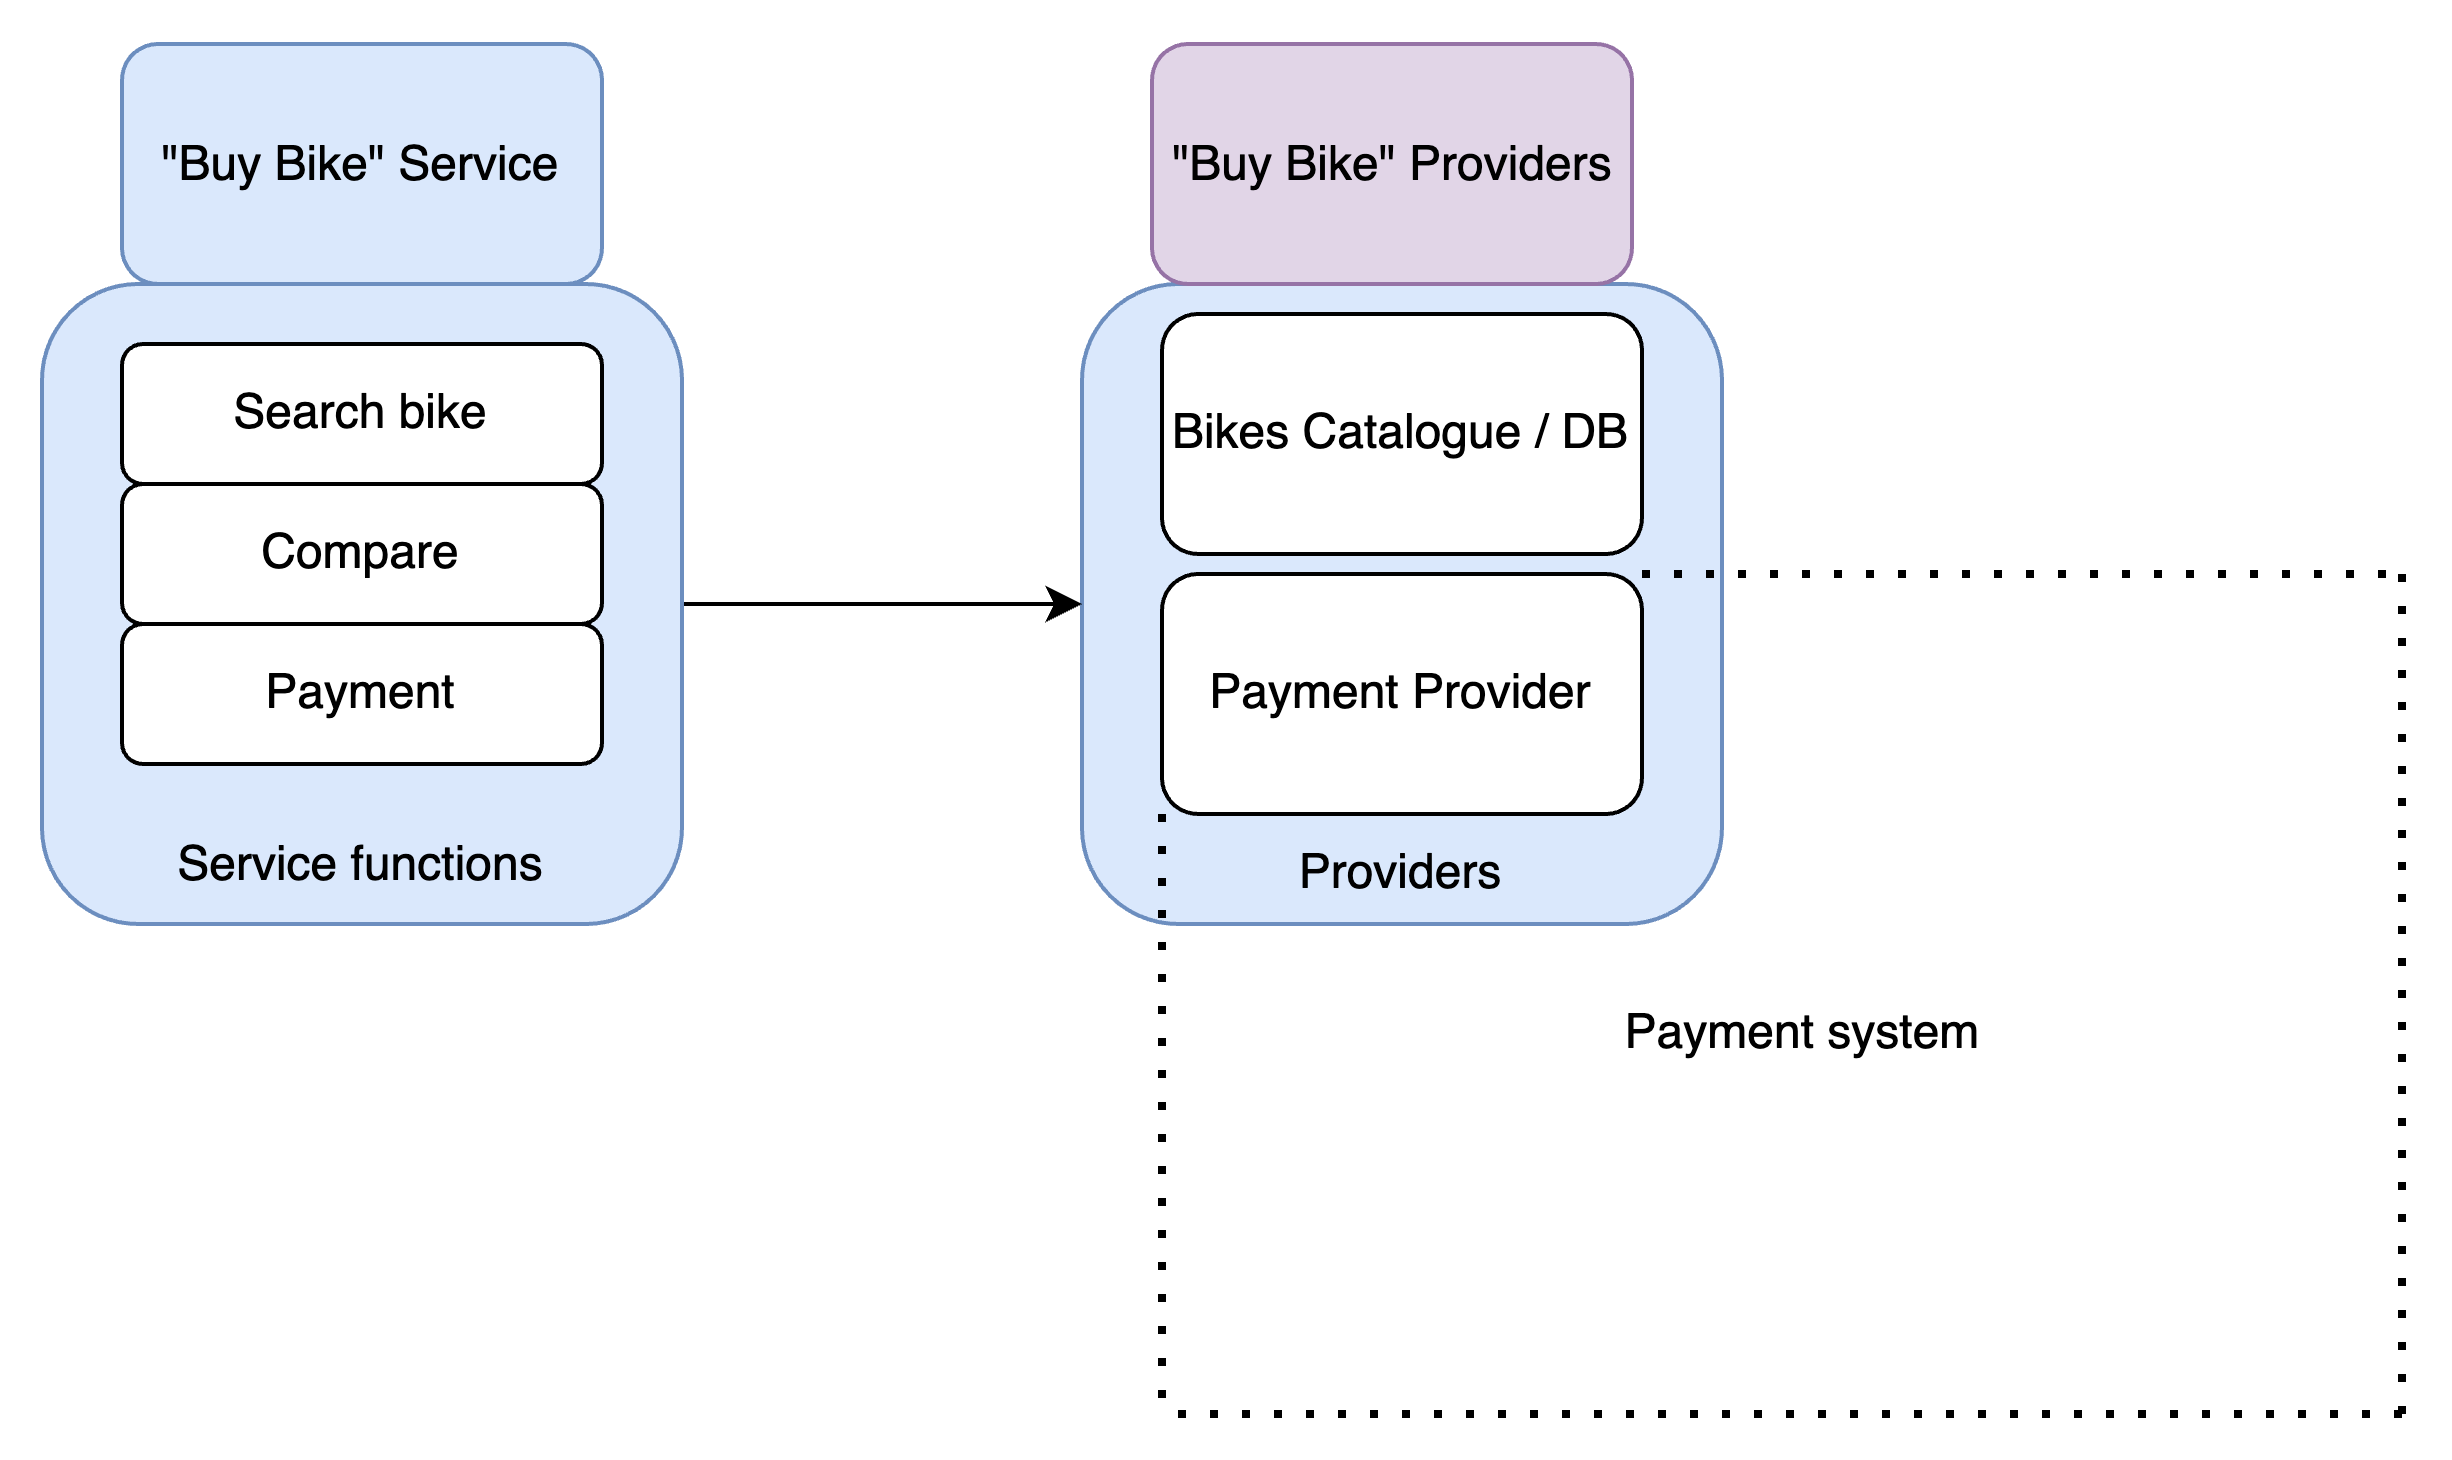 "Buy Bike" Service
Search bike
Compare
Payment
Service functions
"Buy Bike" Providers
Bikes Catalogue / DB
Payment Provider
Providers
Payment system